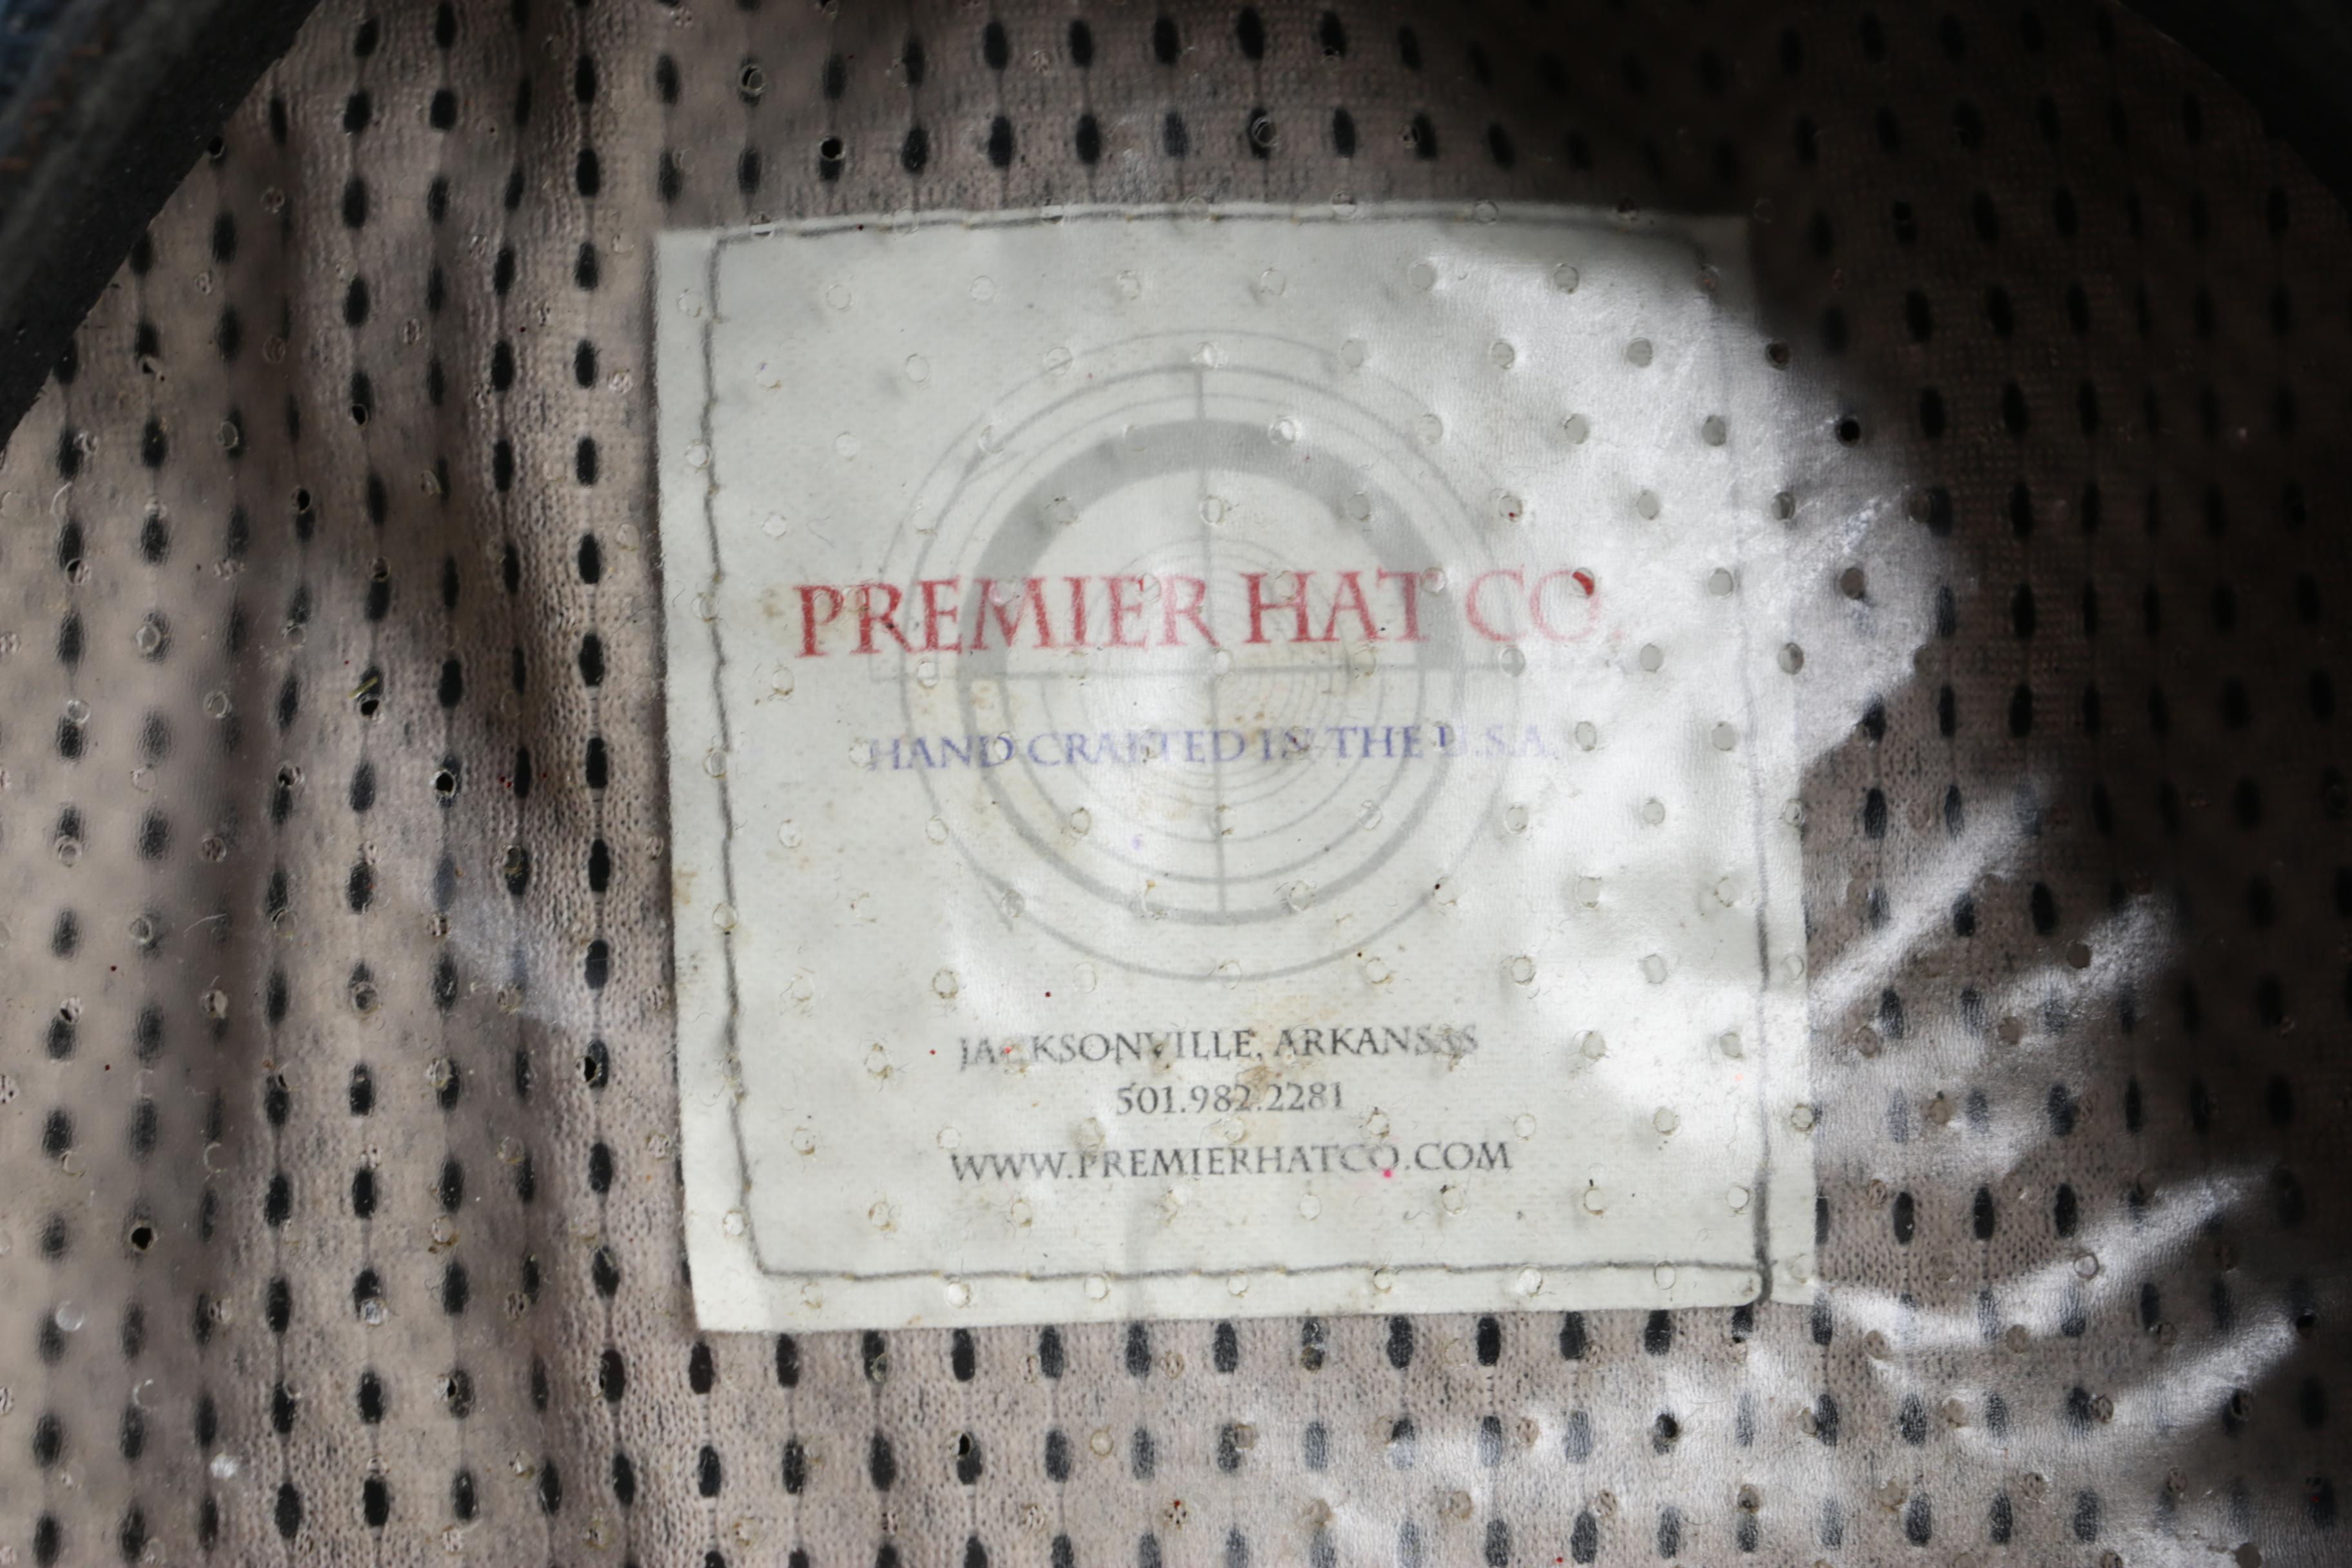 PREMIER HAT CO.
HAND CRAFTED IN THE U.S.A.
JACKSONVILLE, ARKANSAS
501.982.2281
WWW.PREMIERHATCO.COM